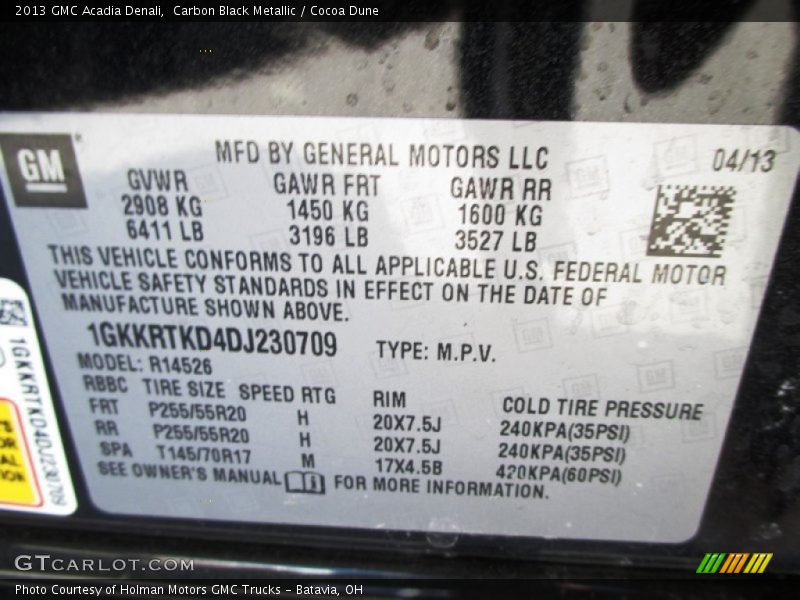 2013 GMC Acadia Denali,  Carbon Black Metallic / Cocoa Dune
GM
MFD BY GENERAL MOTORS LLC
04/13
GVWR GAWR FRT GAWR RR
2908 KG 1450 KG 1600 KG
6411 LB 3196 LB 3527 LB
THIS VEHICLE CONFORMS TO ALL APPLICABLE U.S. FEDERAL MOTOR
VEHICLE SAFETY STANDARDS IN EFFECT ON THE DATE OF
MANUFACTURE SHOWN ABOVE.
1GKKRTKD4DJ230709 TYPE: M.P.V.
MODEL: R14526
RBBC TIRE SIZE SPEED RTG RIM COLD TIRE PRESSURE
FRT P255/55R20 H 20X7.5J 240KPA(35PSI)
RR P255/55R20 H 20X7.5J 240KPA(35PSI)
SPA T145/70R17 M 17X4.5B 420KPA(60PSI)
SEE OWNER'S MANUAL FOR MORE INFORMATION.
1GKKRTKD4DJ230709
GTCARLOT.COM
Photo Courtesy of Holman Motors GMC Trucks – Batavia, OH